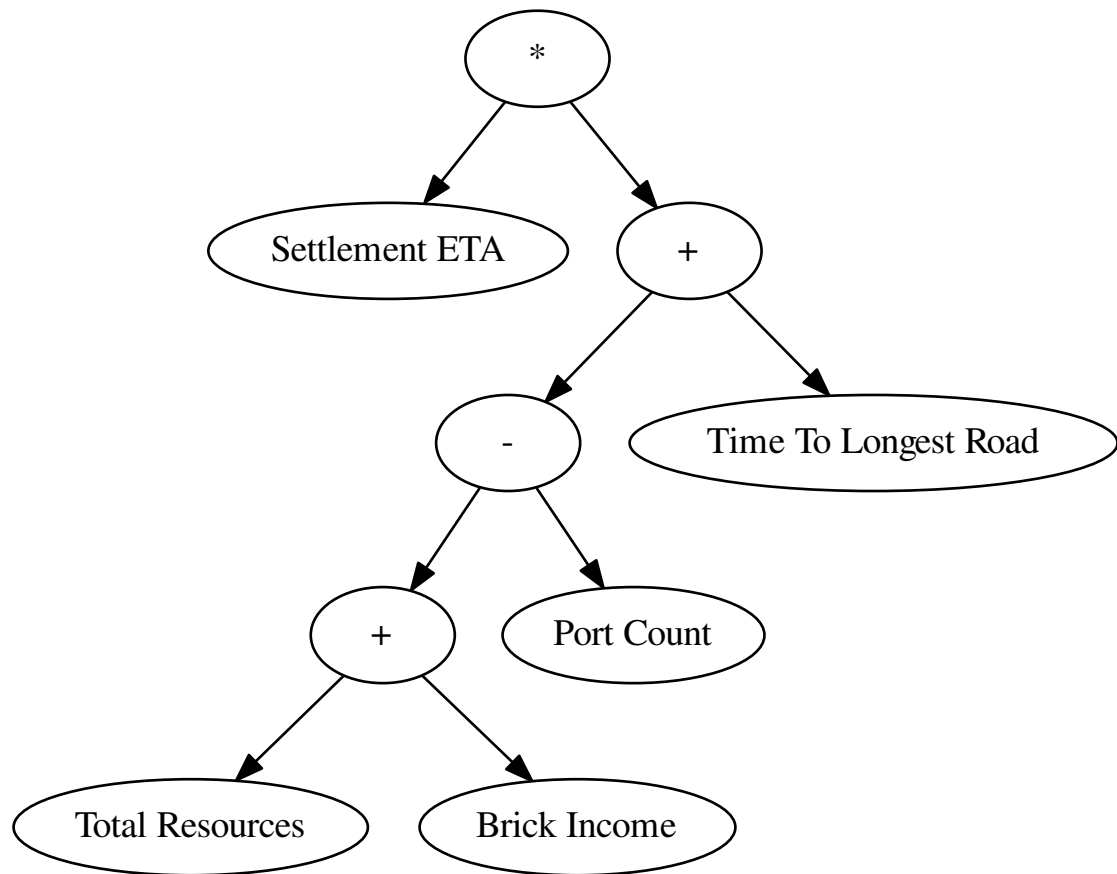 *
Settlement ETA
+
-
Time To Longest Road
+
Port Count
Total Resources
Brick Income